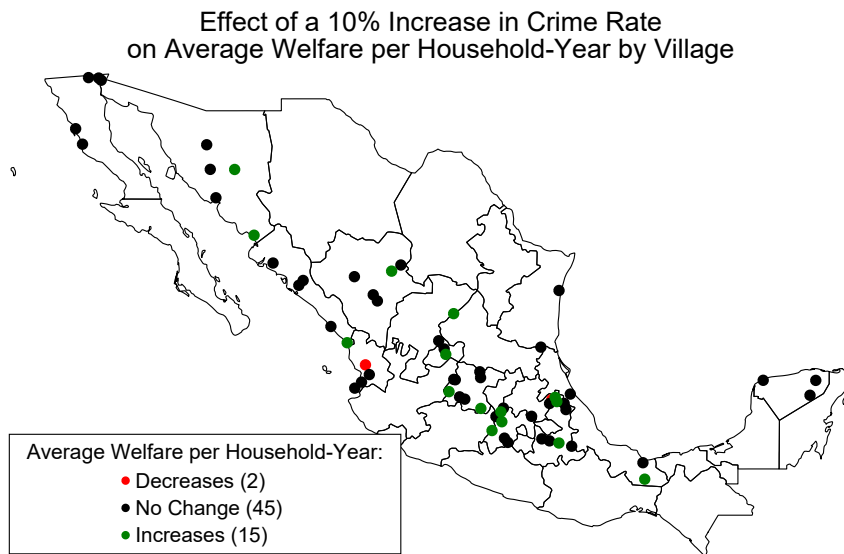 Effect of a 10% Increase in Crime Rate
on Average Welfare per Household-Year by Village
Average Welfare per Household-Year:
Decreases (2)
No Change (45)
Increases (15)